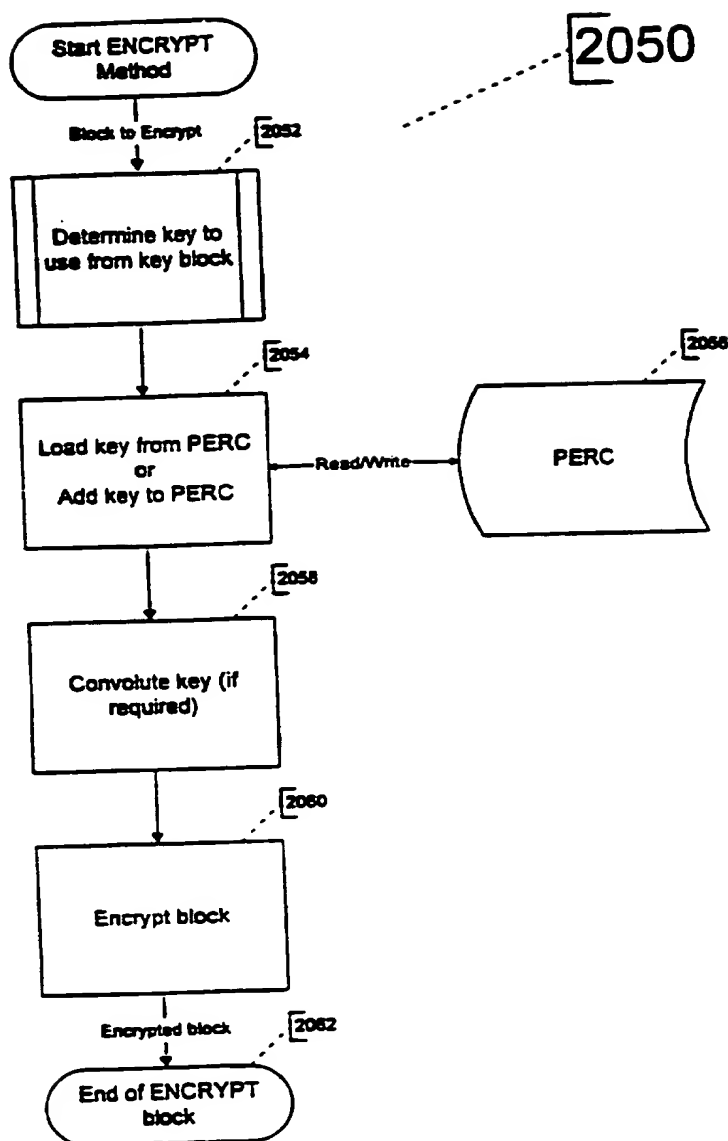 Start ENCRYPT
Method
2050
Block to Encrypt
2052
Determine key to
use from key block
2054
2056
Load key from PERC
or
Add key to PERC
Read/Write
PERC
2058
Convolute key (if
required)
2060
Encrypt block
Encrypted block
2062
End of ENCRYPT
block